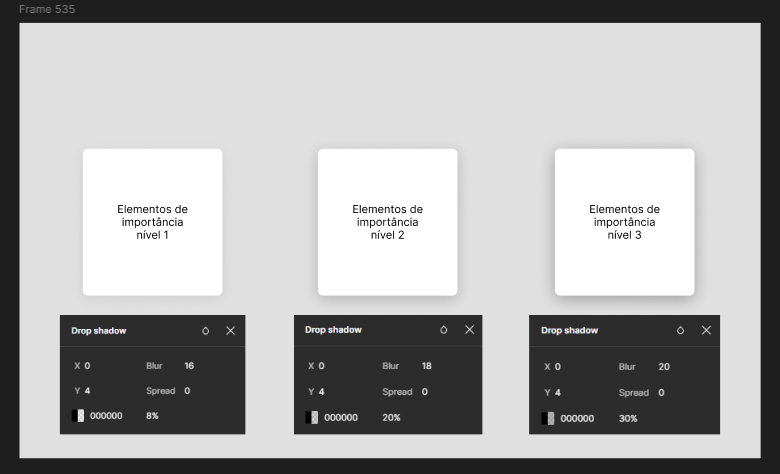 Frame 535
Elementos de
importância
nível 1
Elementos de
importância
nível 2
Elementos de
importância
nível 3
Drop shadow
X 0 Blur 16
Y 4 Spread 0
000000 8%
Drop shadow
X 0 Blur 18
Y 4 Spread 0
000000 20%
Drop shadow
X 0 Blur 20
Y 4 Spread 0
000000 30%